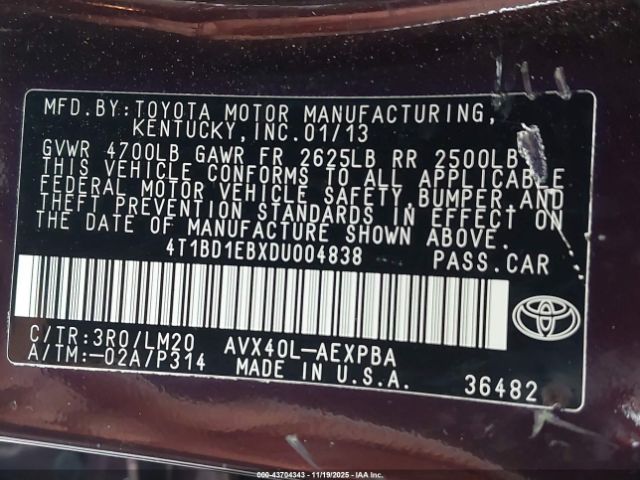 MFD.BY:TOYOTA MOTOR MANUFACTURING,
KENTUCKY,INC.01/13
GVWR 4700LB GAWR FR 2625LB RR 2500LB
THIS VEHICLE CONFORMS TO ALL APPLICABLE
FEDERAL MOTOR VEHICLE SAFETY,BUMPER,AND
THEFT PREVENTION STANDARDS IN EFFECT ON
THE DATE OF MANUFACTURE SHOWN ABOVE.
4T1BD1EBXDU004838 PASS.CAR
C/TR:3R0/LM20 AVX40L-AEXPBA
A/TM:-02A/P314 MADE IN U.S.A. 36482
000-43704343 — 11/19/2025 — IAA Inc.